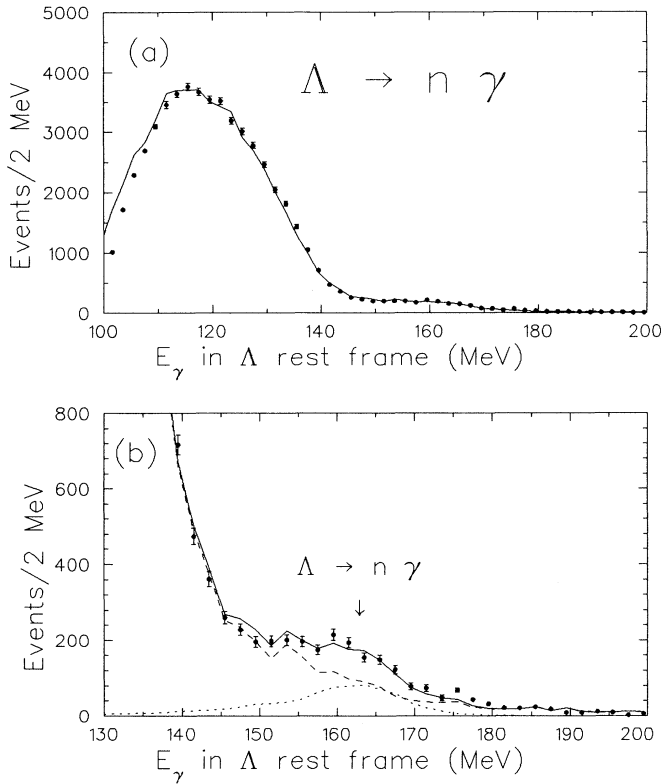 (a)
Λ → n γ
Events/2 MeV
5000
4000
3000
2000
1000
0
100 120 140 160 180 200
E_γ in Λ rest frame (MeV)
(b)
Λ → n γ
↓
Events/2 MeV
800
600
400
200
0
130 140 150 160 170 180 190 200
E_γ in Λ rest frame (MeV)